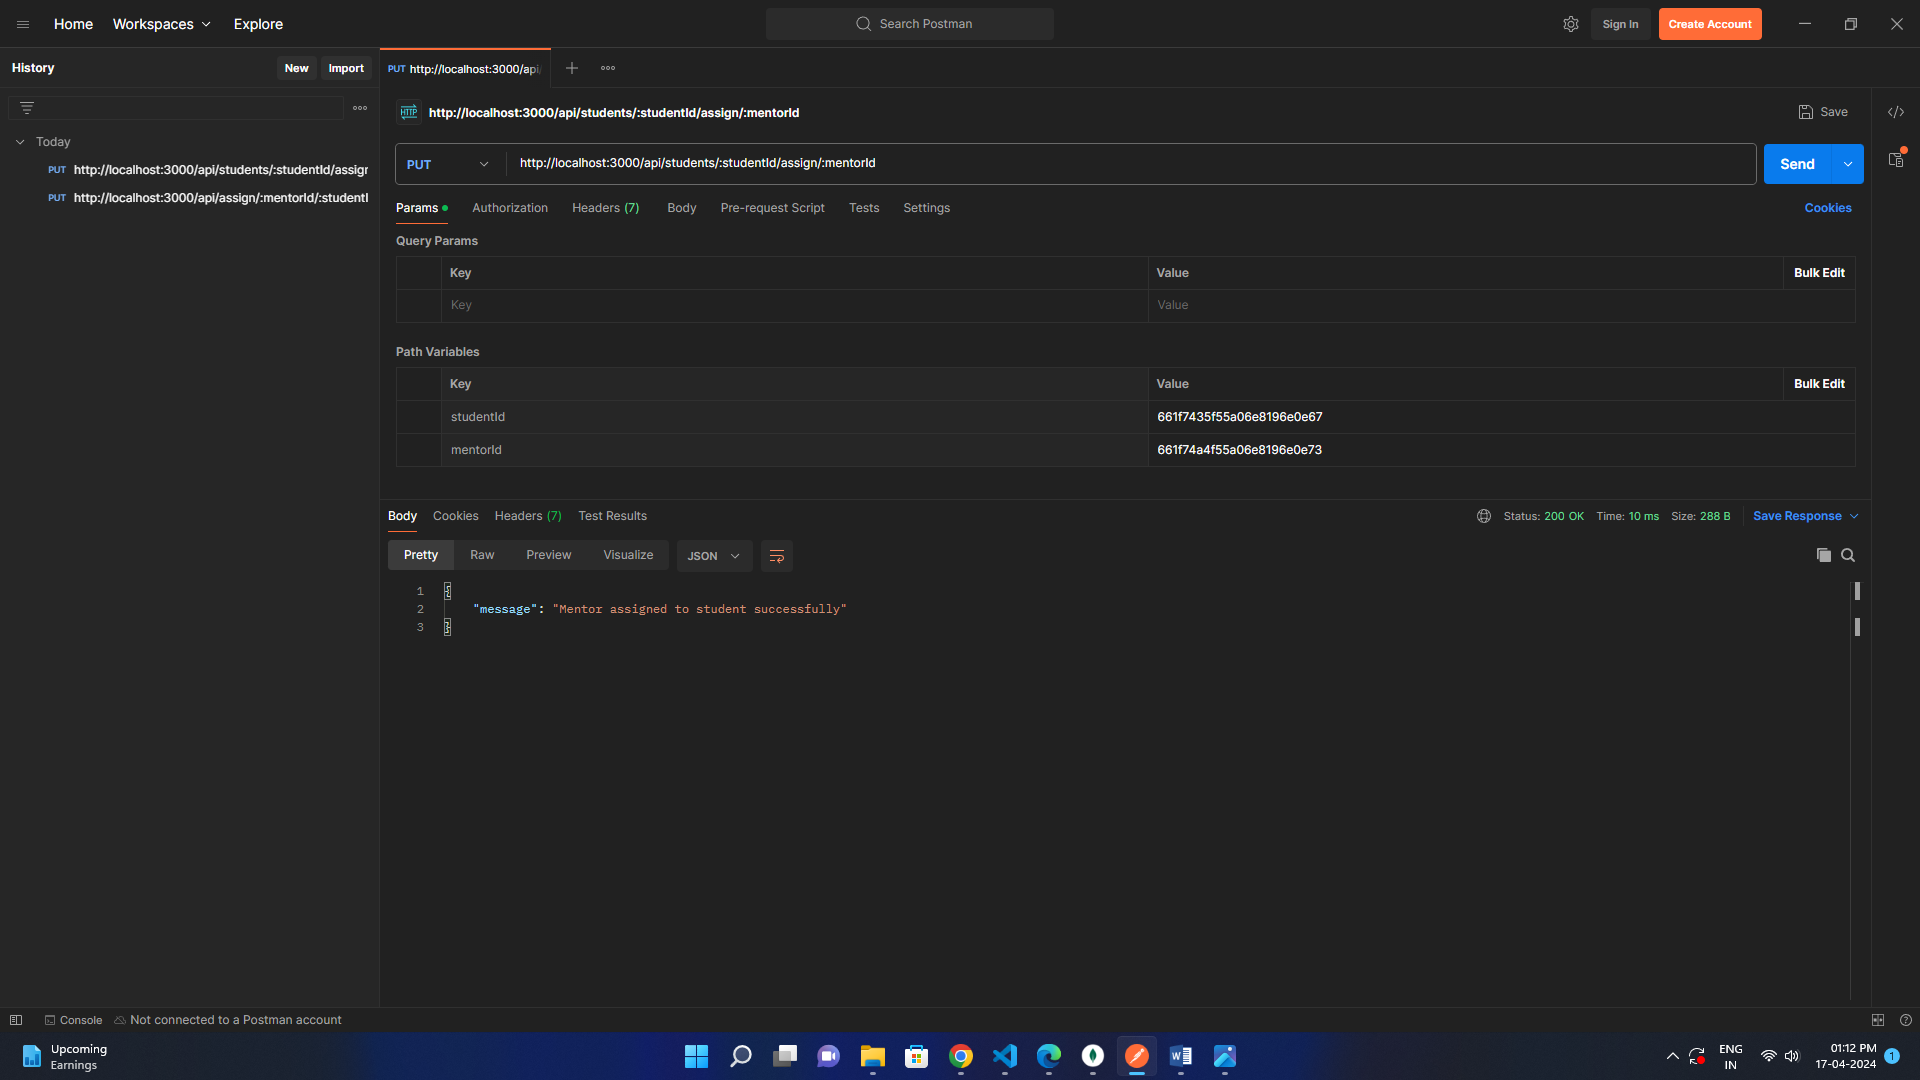 Home Workspaces Explore
Search Postman
Sign In Create Account
History New Import
PUT http://localhost:3000/api/
Today
PUT http://localhost:3000/api/students/:studentId/assign
PUT http://localhost:3000/api/assign/:mentorId/:studentI
HTTP http://localhost:3000/api/students/:studentId/assign/:mentorId
Save
PUT http://localhost:3000/api/students/:studentId/assign/:mentorId
Send
Params Authorization Headers (7) Body Pre-request Script Tests Settings Cookies
Query Params
Key Value Bulk Edit
Key Value
Path Variables
Key Value Bulk Edit
studentId 661f7435f55a06e8196e0e67
mentorId 661f74a4f55a06e8196e0e73
Body Cookies Headers (7) Test Results
Status: 200 OK Time: 10 ms Size: 288 B Save Response
Pretty Raw Preview Visualize JSON
1 {
2 "message": "Mentor assigned to student successfully"
3 }
Console Not connected to a Postman account
Upcoming
Earnings
ENG
IN
01:12 PM
17-04-2024
1